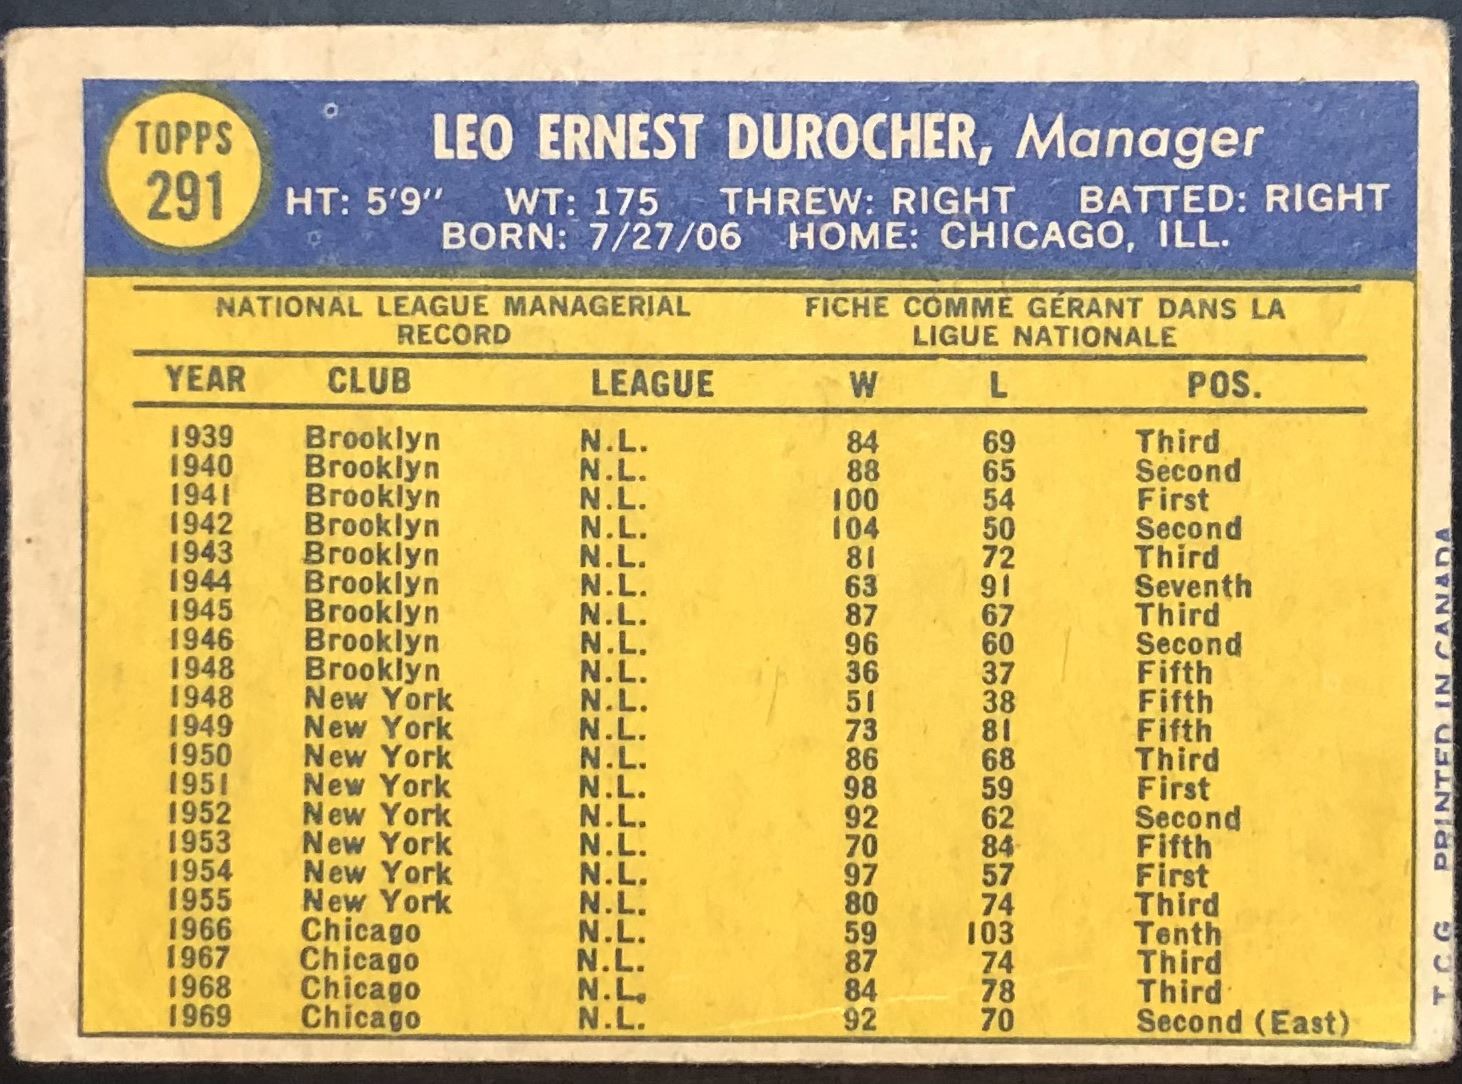 TOPPS
291
LEO ERNEST DUROCHER, Manager
HT: 5'9" WT: 175 THREW: RIGHT BATTED: RIGHT
BORN: 7/27/06 HOME: CHICAGO, ILL.
NATIONAL LEAGUE MANAGERIAL
RECORD
FICHE COMME GÉRANT DANS LA
LIGUE NATIONALE
YEAR CLUB LEAGUE W L POS.
1939 Brooklyn N.L. 84 69 Third
1940 Brooklyn N.L. 88 65 Second
1941 Brooklyn N.L. 100 54 First
1942 Brooklyn N.L. 104 50 Second
1943 Brooklyn N.L. 81 72 Third
1944 Brooklyn N.L. 63 91 Seventh
1945 Brooklyn N.L. 87 67 Third
1946 Brooklyn N.L. 96 60 Second
1948 Brooklyn N.L. 36 37 Fifth
1948 New York N.L. 51 38 Fifth
1949 New York N.L. 73 81 Fifth
1950 New York N.L. 86 68 Third
1951 New York N.L. 98 59 First
1952 New York N.L. 92 62 Second
1953 New York N.L. 70 84 Fifth
1954 New York N.L. 97 57 First
1955 New York N.L. 80 74 Third
1966 Chicago N.L. 59 103 Tenth
1967 Chicago N.L. 87 74 Third
1968 Chicago N.L. 84 78 Third
1969 Chicago N.L. 92 70 Second (East)
T.C.G PRINTED IN CANADA